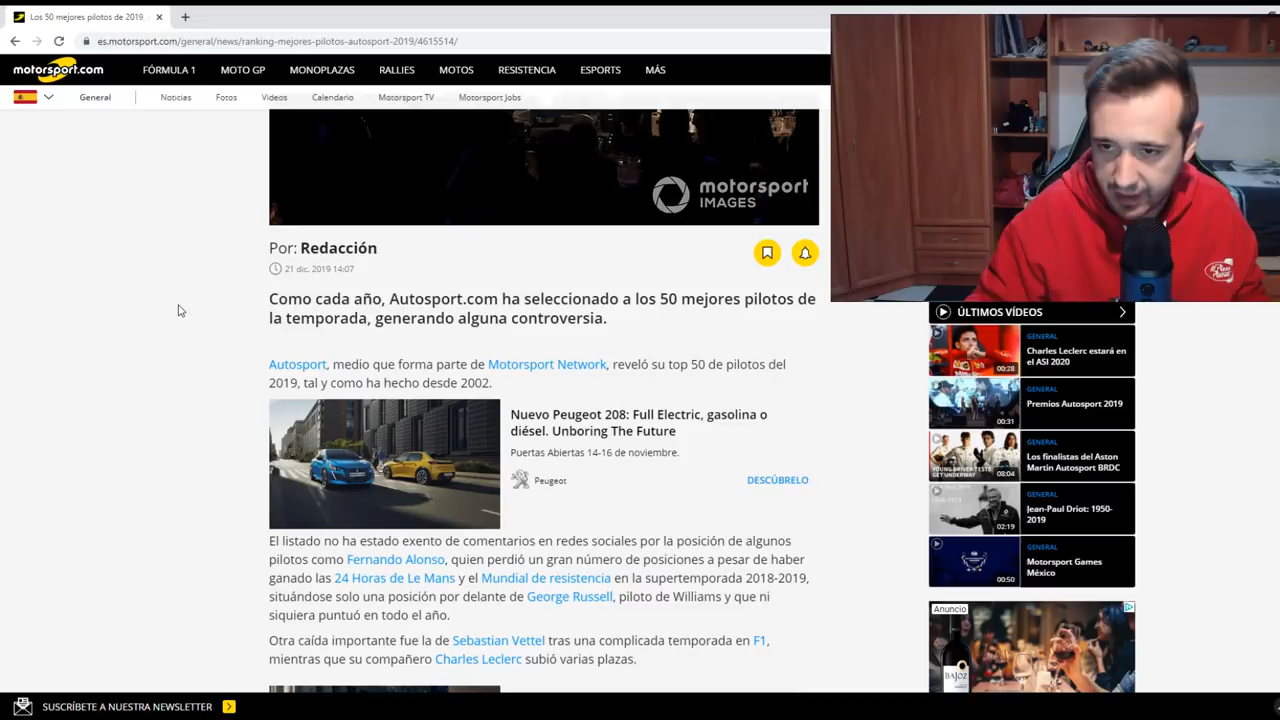 Los 50 mejores pilotos de 2019,
es.motorsport.com/general/news/ranking-mejores-pilotos-autosport-2019/4615514/
motorsport.com
FÓRMULA 1
MOTO GP
MONOPLAZAS
RALLIES
MOTOS
RESISTENCIA
ESPORTS
MÁS
General
Noticias
Fotos
Videos
Calendario
Motorsport TV
Motorsport Jobs
motorsport
IMAGES
Por: Redacción
21 dic. 2019 14:07
Como cada año, Autosport.com ha seleccionado a los 50 mejores pilotos de
la temporada, generando alguna controversia.
Autosport, medio que forma parte de Motorsport Network, reveló su top 50 de pilotos del
2019, tal y como ha hecho desde 2002.
Nuevo Peugeot 208: Full Electric, gasolina o
diésel. Unboring The Future
Puertas Abiertas 14-16 de noviembre.
Peugeot
DESCÚBRELO
El listado no ha estado exento de comentarios en redes sociales por la posición de algunos
pilotos como Fernando Alonso, quien perdió un gran número de posiciones a pesar de haber
ganado las 24 Horas de Le Mans y el Mundial de resistencia en la supertemporada 2018-2019,
situándose solo una posición por delante de George Russell, piloto de Williams y que ni
siquiera puntuó en todo el año.
Otra caída importante fue la de Sebastian Vettel tras una complicada temporada en F1,
mientras que su compañero Charles Leclerc subió varias plazas.
ÚLTIMOS VÍDEOS
GENERAL
Charles Leclerc estará en
el ASI 2020
00:28
GENERAL
Premios Autosport 2019
00:31
GENERAL
Los finalistas del Aston
Martin Autosport BRDC
YOUNG DRIVER TESTS
GET UNDERWAY
08:04
GENERAL
Jean-Paul Driot: 1950-
2019
02:19
GENERAL
Motorsport Games
México
00:50
Anuncio
BAJOZ
SUSCRÍBETE A NUESTRA NEWSLETTER